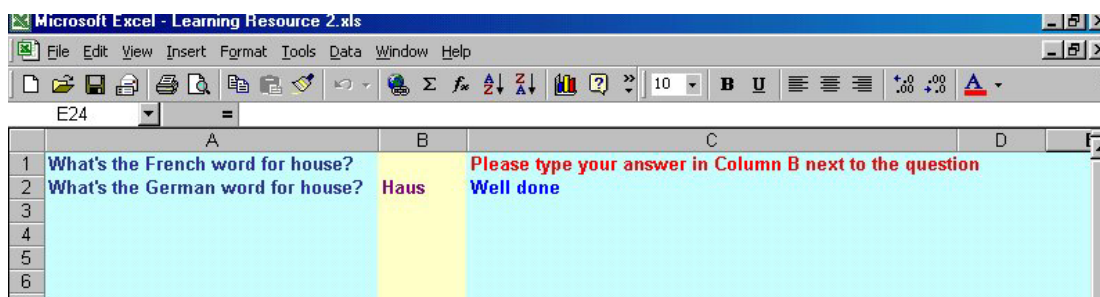 Microsoft Excel - Learning Resource 2.xls
File Edit View Insert Format Tools Data Window Help
10 B U A
E24 =
A B C D
1 What's the French word for house? Please type your answer in Column B next to the question
2 What's the German word for house? Haus Well done
3
4
5
6